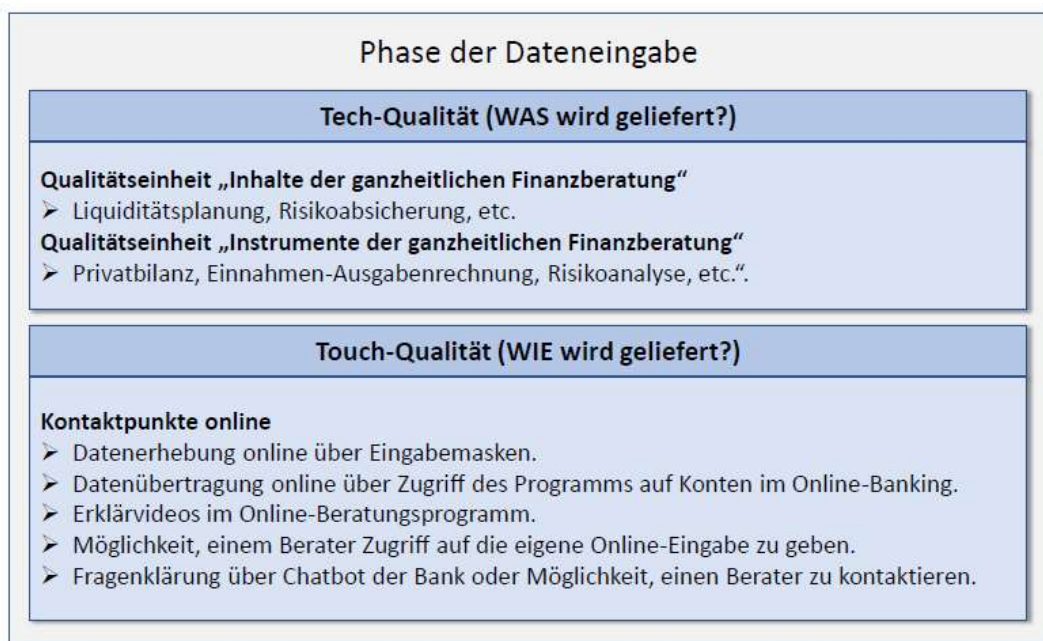 Phase der Dateneingabe
Tech-Qualität (WAS wird geliefert?)
Qualitätseinheit „Inhalte der ganzheitlichen Finanzberatung“
➢ Liquiditätsplanung, Risikoabsicherung, etc.
Qualitätseinheit „Instrumente der ganzheitlichen Finanzberatung“
➢ Privatbilanz, Einnahmen-Ausgabenrechnung, Risikoanalyse, etc.“.
Touch-Qualität (WIE wird geliefert?)
Kontaktpunkte online
➢ Datenerhebung online über Eingabemasken.
➢ Datenübertragung online über Zugriff des Programms auf Konten im Online-Banking.
➢ Erklärvideos im Online-Beratungsprogramm.
➢ Möglichkeit, einem Berater Zugriff auf die eigene Online-Eingabe zu geben.
➢ Fragenklärung über Chatbot der Bank oder Möglichkeit, einen Berater zu kontaktieren.